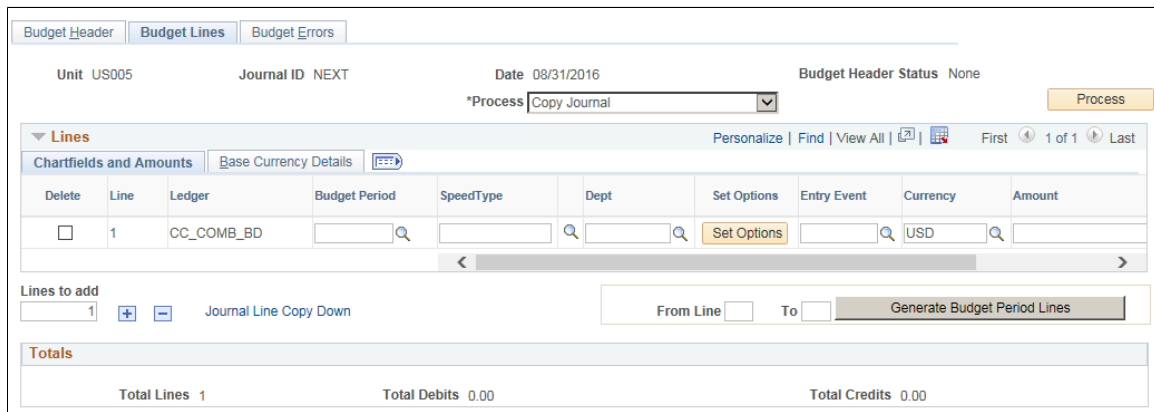 Budget Header Budget Lines Budget Errors
Unit US005 Journal ID NEXT Date 08/31/2016 Budget Header Status None
*Process Copy Journal Process
Lines Personalize | Find | View All | | First 1 of 1 Last
Chartfields and Amounts Base Currency Details
Delete Line Ledger Budget Period SpeedType Dept Set Options Entry Event Currency Amount
1 CC_COMB_BD Set Options USD
Lines to add
1 Journal Line Copy Down From Line To Generate Budget Period Lines
Totals
Total Lines 1 Total Debits 0.00 Total Credits 0.00